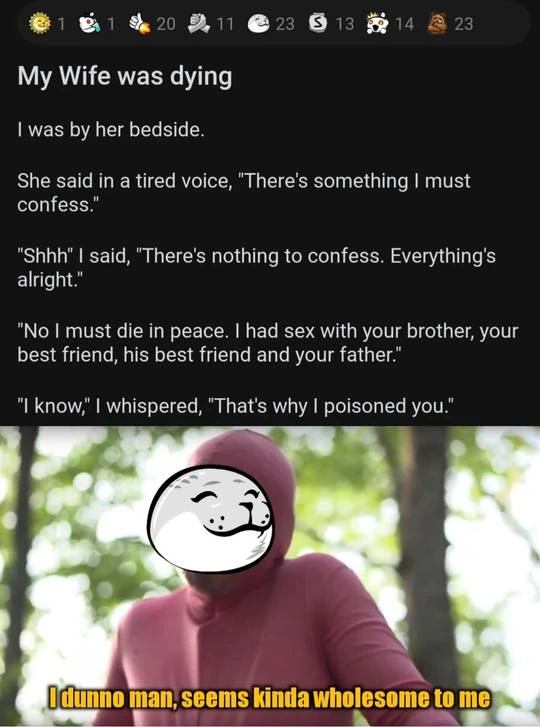 1 1 20 11 23 S 13 14 23
My Wife was dying
I was by her bedside.
She said in a tired voice, "There's something I must
confess."
"Shhh" I said, "There's nothing to confess. Everything's
alright."
"No I must die in peace. I had sex with your brother, your
best friend, his best friend and your father."
"I know," I whispered, "That's why I poisoned you."
I dunno man, seems kinda wholesome to me